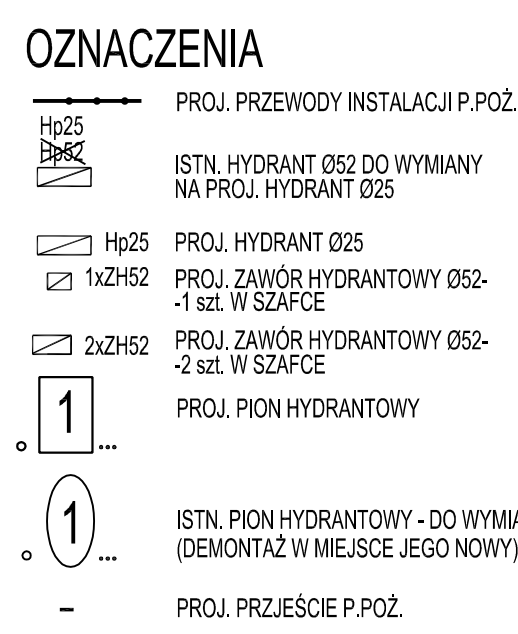 OZNACZENIA
PROJ. PRZEWODY INSTALACJI P.POŻ.
Hp25
Hp52
ISTN. HYDRANT Ø52 DO WYMIANY
NA PROJ. HYDRANT Ø25
Hp25 PROJ. HYDRANT Ø25
1xZH52 PROJ. ZAWÓR HYDRANTOWY Ø52-
-1 szt. W SZAFCE
2xZH52 PROJ. ZAWÓR HYDRANTOWY Ø52-
-2 szt. W SZAFCE
1 PROJ. PION HYDRANTOWY
...
1
ISTN. PION HYDRANTOWY - DO WYMIA
(DEMONTAŻ W MIEJSCE JEGO NOWY)
...
PROJ. PRZJEŚCIE P.POŻ.